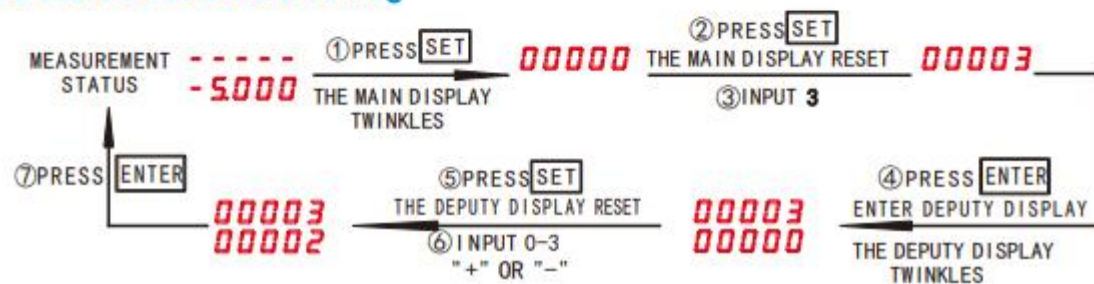 MEASUREMENT
STATUS
- - - - -
-5.000
①PRESS SET
THE MAIN DISPLAY
TWINKLES
00000
②PRESS SET
THE MAIN DISPLAY RESET
③INPUT 3
00003
④PRESS ENTER
ENTER DEPUTY DISPLAY
THE DEPUTY DISPLAY
TWINKLES
00003
00000
⑤PRESS SET
THE DEPUTY DISPLAY RESET
⑥INPUT 0-3
"+" OR "-"
00003
00002
⑦PRESS ENTER